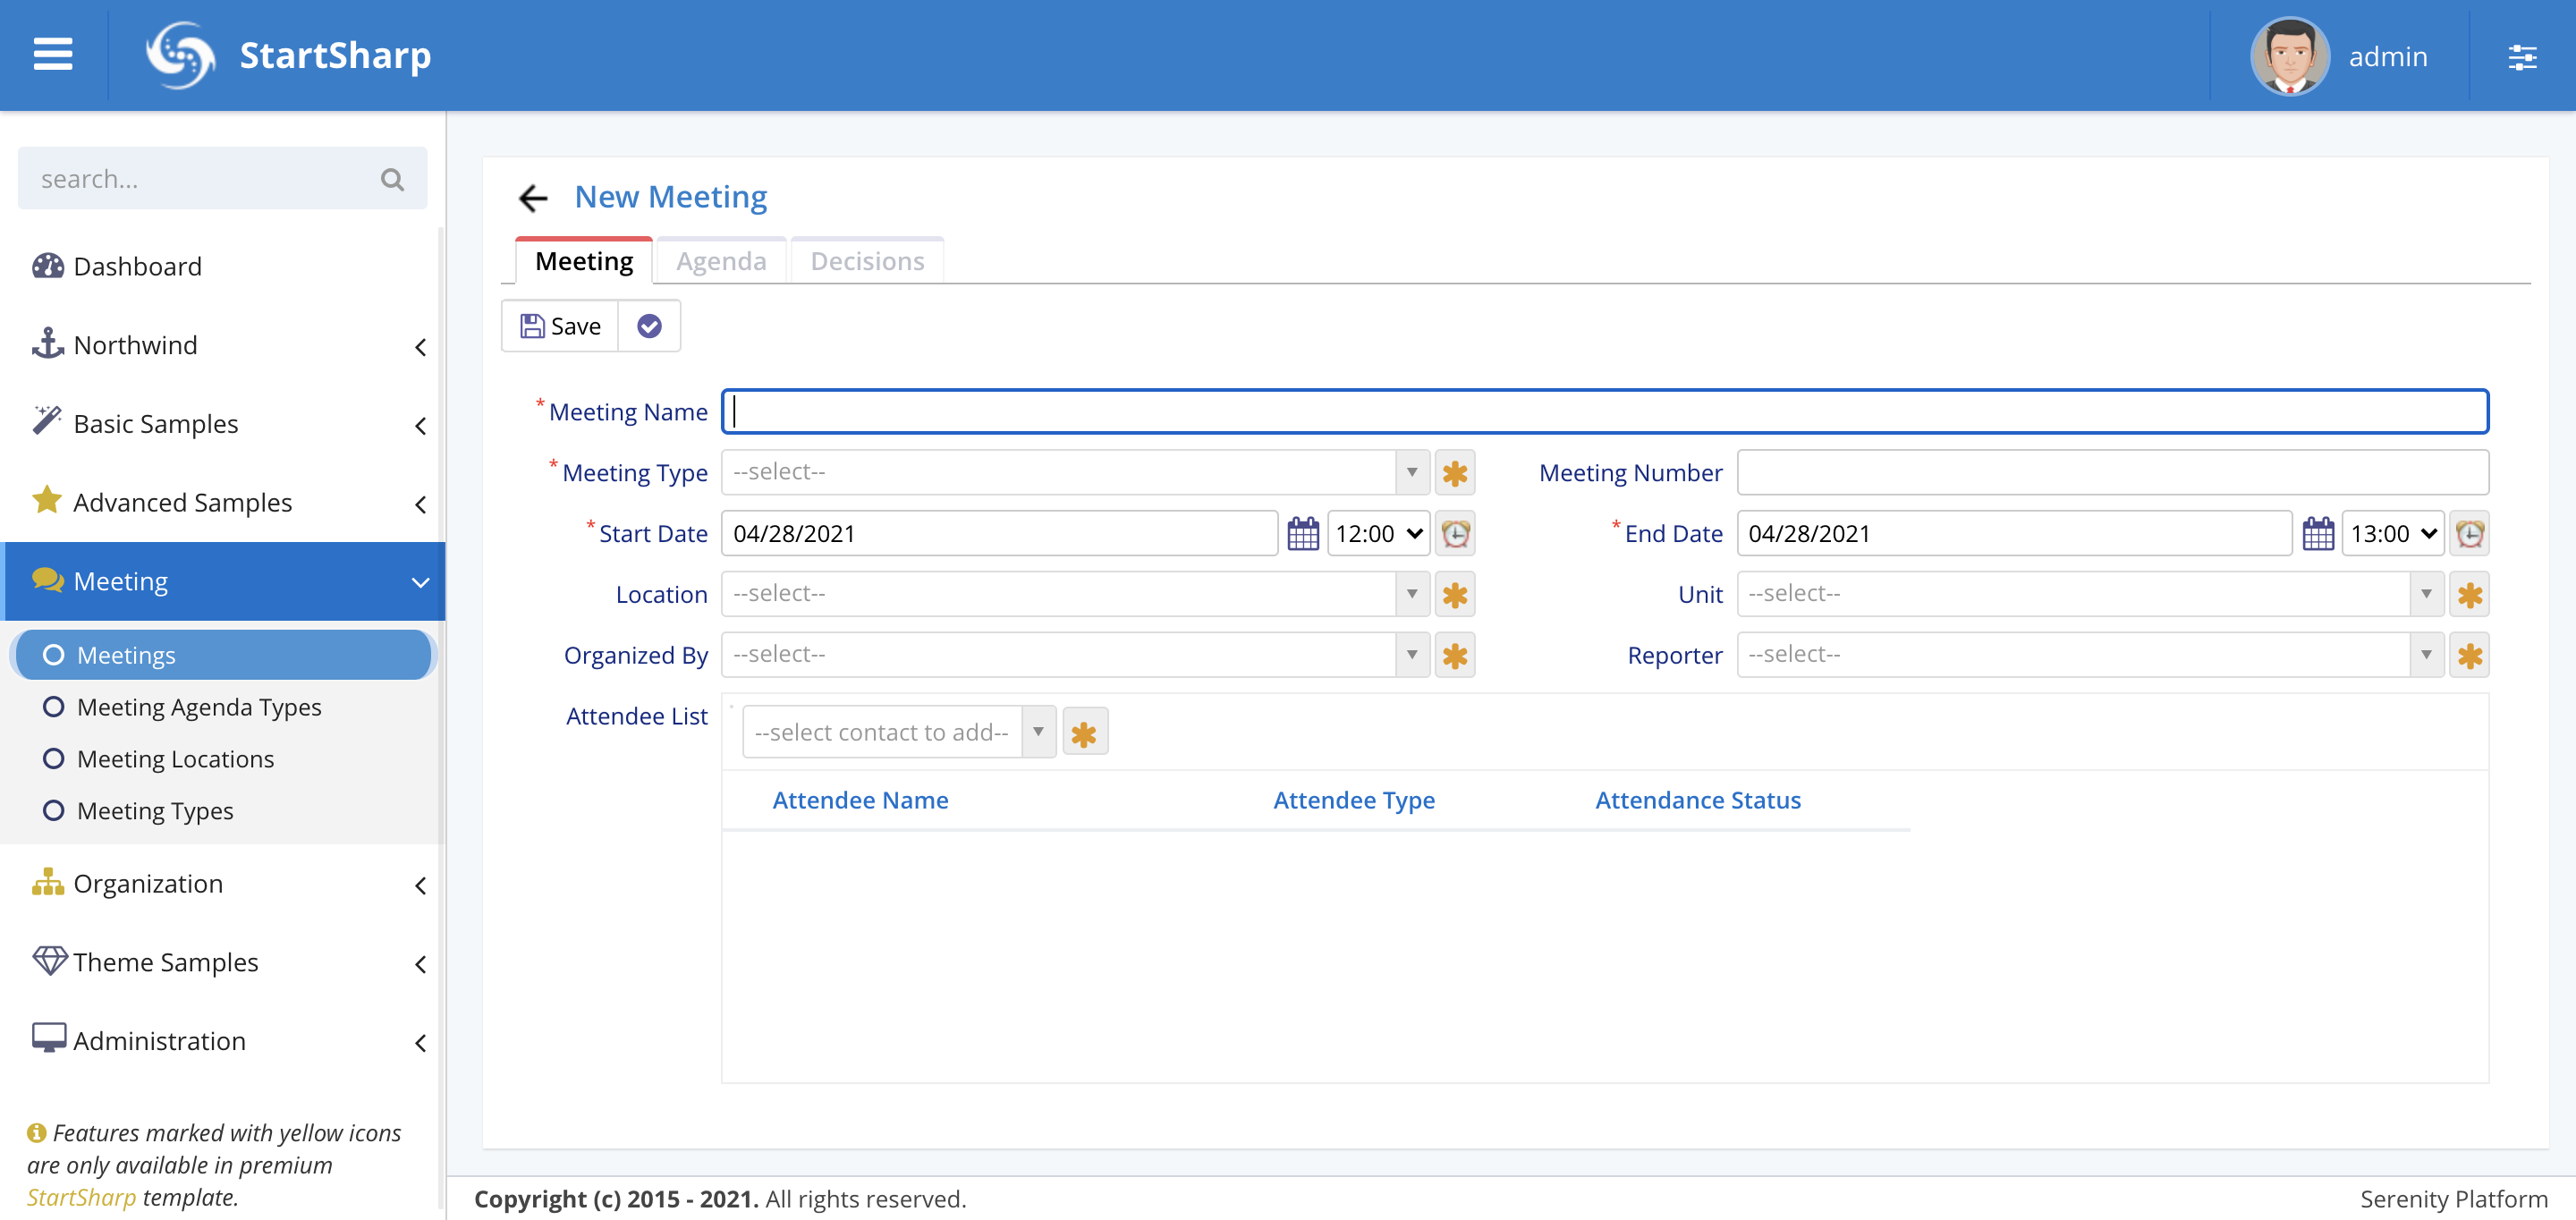 StartSharp
admin
search...
Dashboard
Northwind
Basic Samples
Advanced Samples
Meeting
Meetings
Meeting Agenda Types
Meeting Locations
Meeting Types
Organization
Theme Samples
Administration
Features marked with yellow icons
are only available in premium
StartSharp template.
New Meeting
Meeting Agenda Decisions
Save
* Meeting Name
* Meeting Type --select-- Meeting Number
* Start Date 04/28/2021 12:00 * End Date 04/28/2021 13:00
Location --select-- Unit --select--
Organized By --select-- Reporter --select--
Attendee List --select contact to add--
Attendee Name Attendee Type Attendance Status
Copyright (c) 2015 - 2021. All rights reserved. Serenity Platform